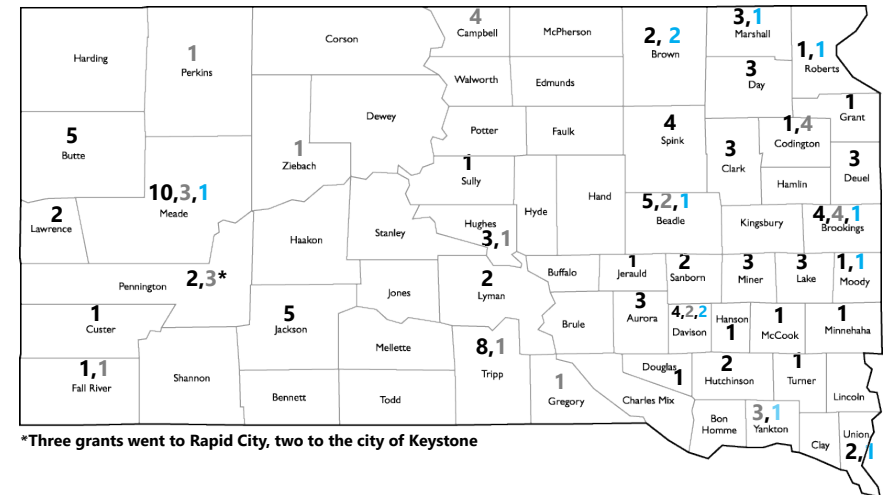 4
Campbell
McPherson
2, 2
Brown
3,1
Marshall
1,1
Roberts
Corson
Harding
1
Perkins
Walworth
Edmunds
3
Day
1
Grant
Dewey
Potter
Faulk
4
Spink
1,4
Codington
5
Butte
1
Ziebach
1
Sully
3
Clark
3
Deuel
Hamlin
10,3,1
Meade
2
Lawrence
Hyde
Hand
5,2,1
Beadle
Kingsbury
4,4,1
Brookings
Haakon
Stanley
Hughes
3,1
2,3*
Pennington
Jones
2
Lyman
Buffalo
1
Jerauld
2
Sanborn
3
Miner
3
Lake
1,1
Moody
1
Custer
5
Jackson
Brule
3
Aurora
4,2,2
Davison
Hanson
1
1
McCook
1
Minnehaha
Mellette
8,1
Tripp
1,1
Fall River
Shannon
Bennett
Todd
1
Gregory
Douglas
1
Charles Mix
2
Hutchinson
1
Turner
Lincoln
Bon
Homme
3,1
Yankton
Clay
Union
2,1
*Three grants went to Rapid City, two to the city of Keystone